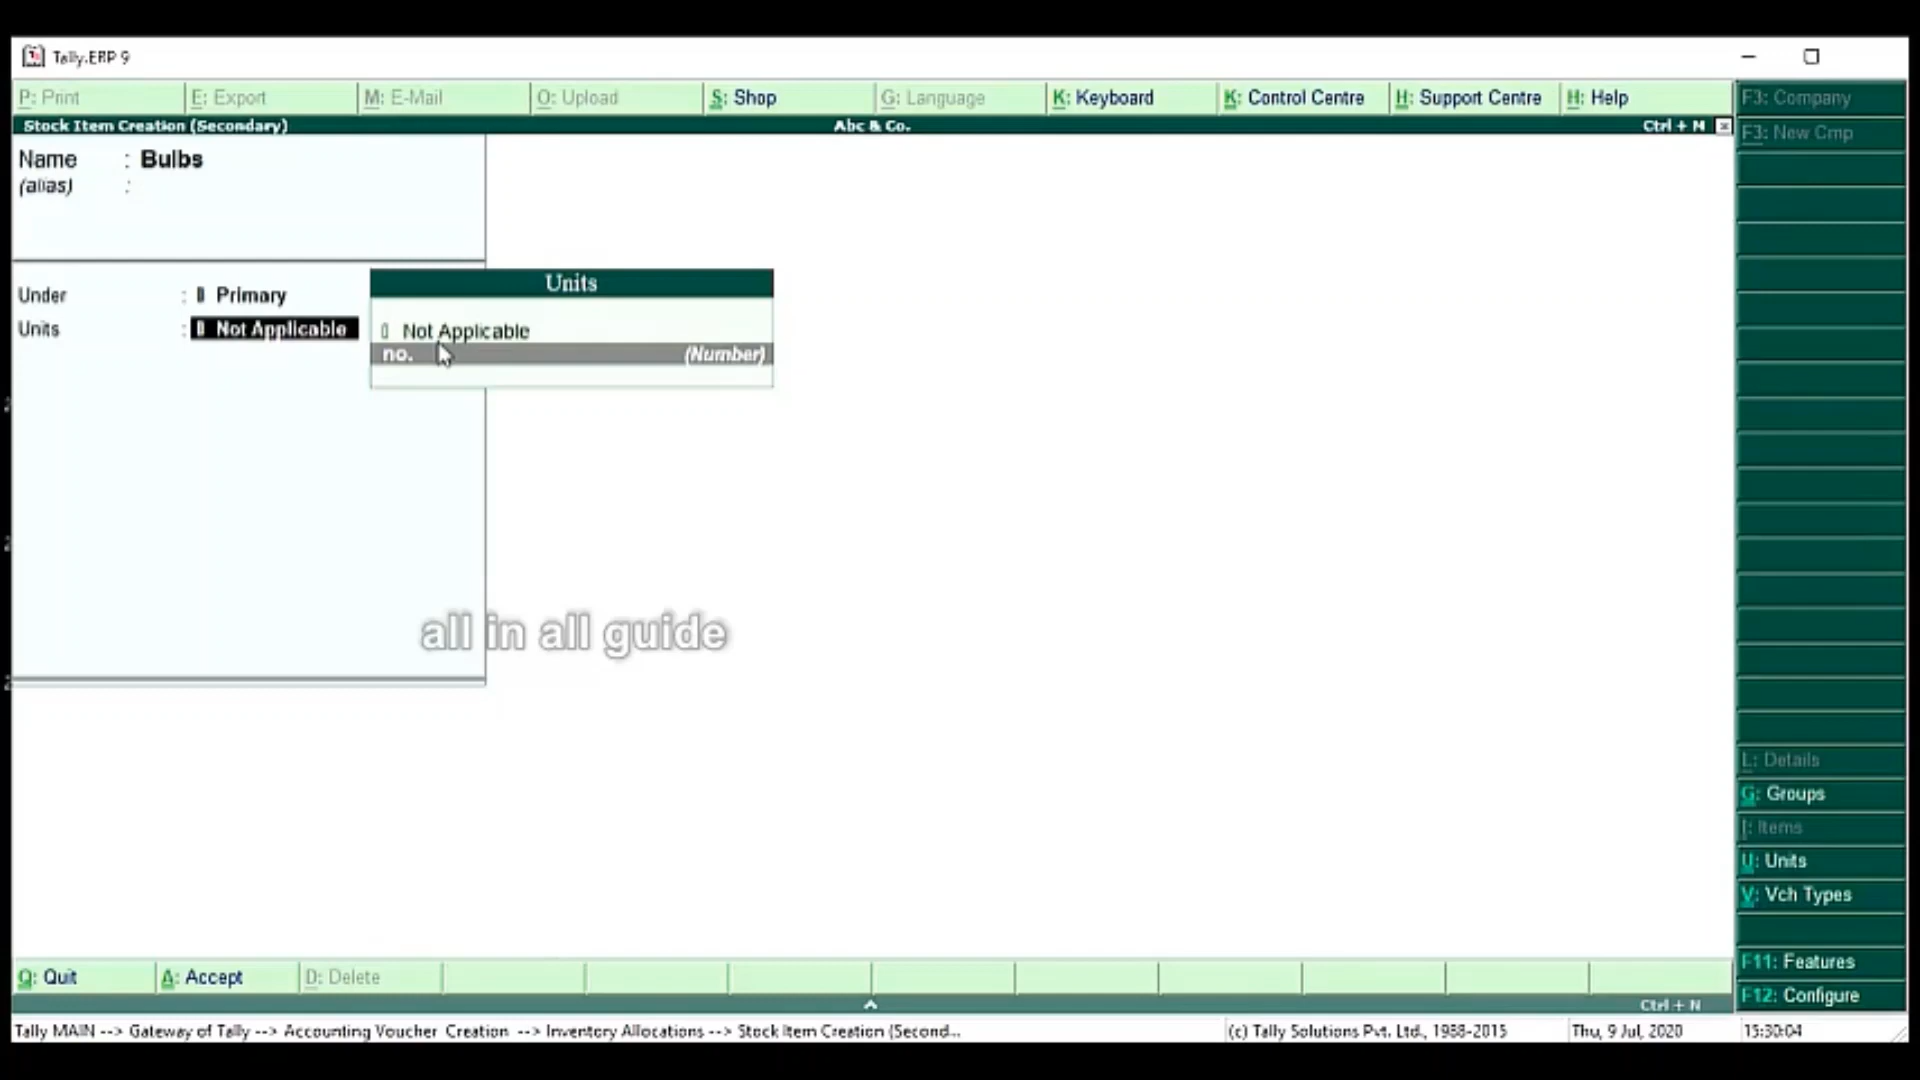 Tally.ERP 9
P: Print E: Export M: E-Mail O: Upload S: Shop G: Language K: Keyboard K: Control Centre H: Support Centre H: Help F3: Company
Stock Item Creation (Secondary) Abc & Co. Ctrl + M
F3: New Cmp
Name : Bulbs
(alias) :
Units
Under : Primary
Units : Not Applicable
Not Applicable
no. (Number)
all in all guide
L: Details
G: Groups
I: Items
U: Units
V: Vch Types
F11: Features
F12: Configure
Q: Quit A: Accept D: Delete
Ctrl + N
Tally MAIN --> Gateway of Tally --> Accounting Voucher Creation --> Inventory Allocations --> Stock Item Creation (Second... (c) Tally Solutions Pvt. Ltd., 1988-2015 Thu, 9 Jul, 2020 15:30:04